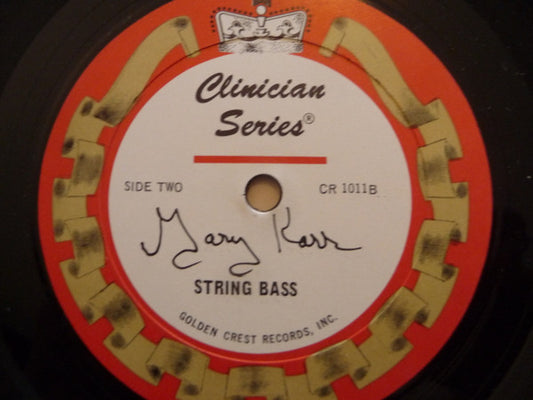 Clinician
Series®
SIDE TWO CR 1011B
Gary Karr
STRING BASS
GOLDEN CREST RECORDS, INC.